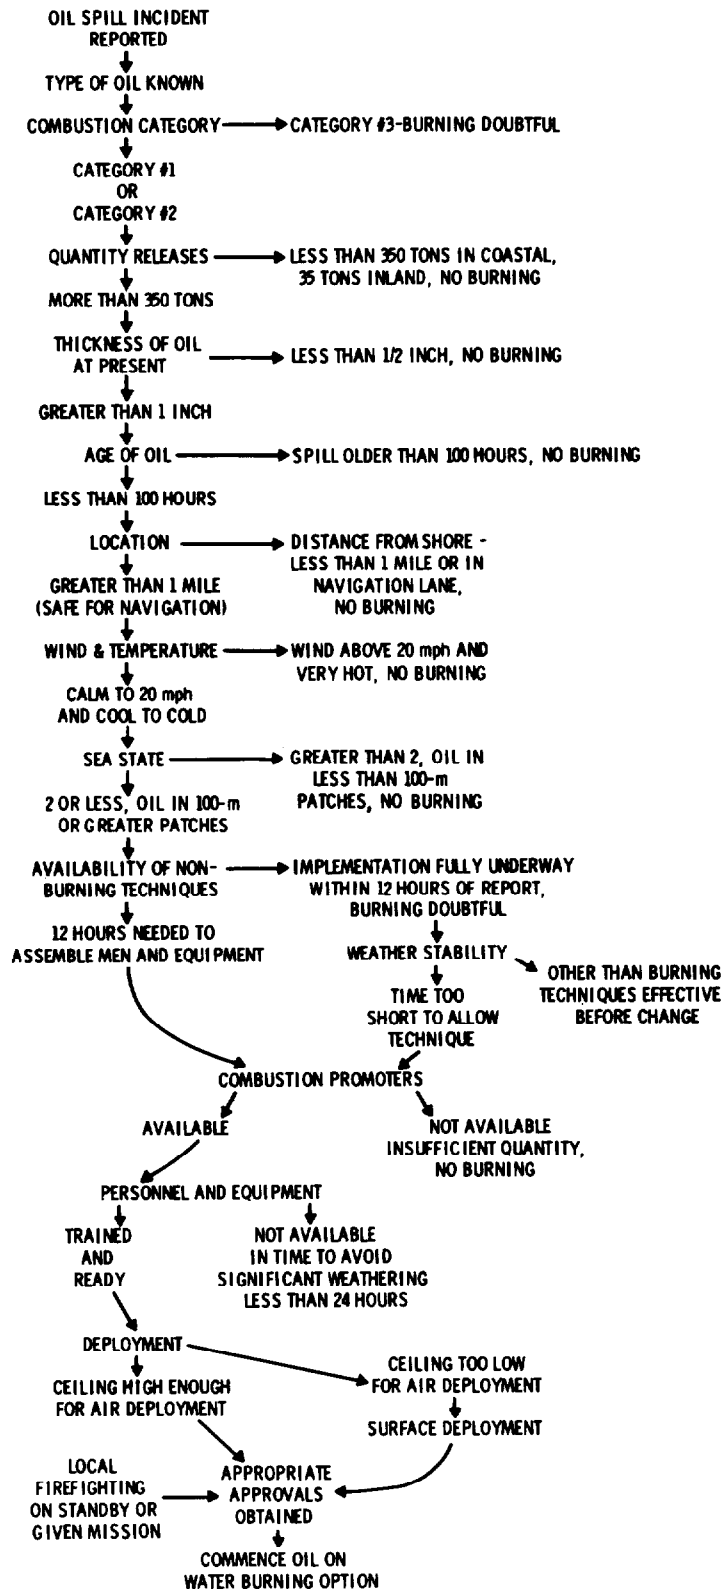 OIL SPILL INCIDENT
REPORTED
TYPE OF OIL KNOWN
COMBUSTION CATEGORY
CATEGORY #3-BURNING DOUBTFUL
CATEGORY #1
OR
CATEGORY #2
QUANTITY RELEASES
LESS THAN 350 TONS IN COASTAL,
35 TONS INLAND, NO BURNING
MORE THAN 350 TONS
THICKNESS OF OIL
AT PRESENT
LESS THAN 1/2 INCH, NO BURNING
GREATER THAN 1 INCH
AGE OF OIL
SPILL OLDER THAN 100 HOURS, NO BURNING
LESS THAN 100 HOURS
LOCATION
DISTANCE FROM SHORE -
LESS THAN 1 MILE OR IN
NAVIGATION LANE,
NO BURNING
GREATER THAN 1 MILE
(SAFE FOR NAVIGATION)
WIND & TEMPERATURE
WIND ABOVE 20 mph AND
VERY HOT, NO BURNING
CALM TO 20 mph
AND COOL TO COLD
SEA STATE
GREATER THAN 2, OIL IN
LESS THAN 100-m
PATCHES, NO BURNING
2 OR LESS, OIL IN 100-m
OR GREATER PATCHES
AVAILABILITY OF NON-
BURNING TECHNIQUES
IMPLEMENTATION FULLY UNDERWAY
WITHIN 12 HOURS OF REPORT,
BURNING DOUBTFUL
12 HOURS NEEDED TO
ASSEMBLE MEN AND EQUIPMENT
WEATHER STABILITY
OTHER THAN BURNING
TECHNIQUES EFFECTIVE
BEFORE CHANGE
TIME TOO
SHORT TO ALLOW
TECHNIQUE
COMBUSTION PROMOTERS
AVAILABLE
NOT AVAILABLE
INSUFFICIENT QUANTITY,
NO BURNING
PERSONNEL AND EQUIPMENT
TRAINED
AND
READY
NOT AVAILABLE
IN TIME TO AVOID
SIGNIFICANT WEATHERING
LESS THAN 24 HOURS
DEPLOYMENT
CEILING HIGH ENOUGH
FOR AIR DEPLOYMENT
CEILING TOO LOW
FOR AIR DEPLOYMENT
SURFACE DEPLOYMENT
LOCAL
FIREFIGHTING
ON STANDBY OR
GIVEN MISSION
APPROPRIATE
APPROVALS
OBTAINED
COMMENCE OIL ON
WATER BURNING OPTION